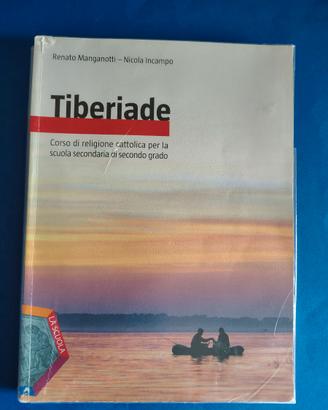 Renato Manganotti – Nicola Incampo
Tiberiade
Corso di religione cattolica per la
scuola secondaria di secondo grado
LA SCUOLA